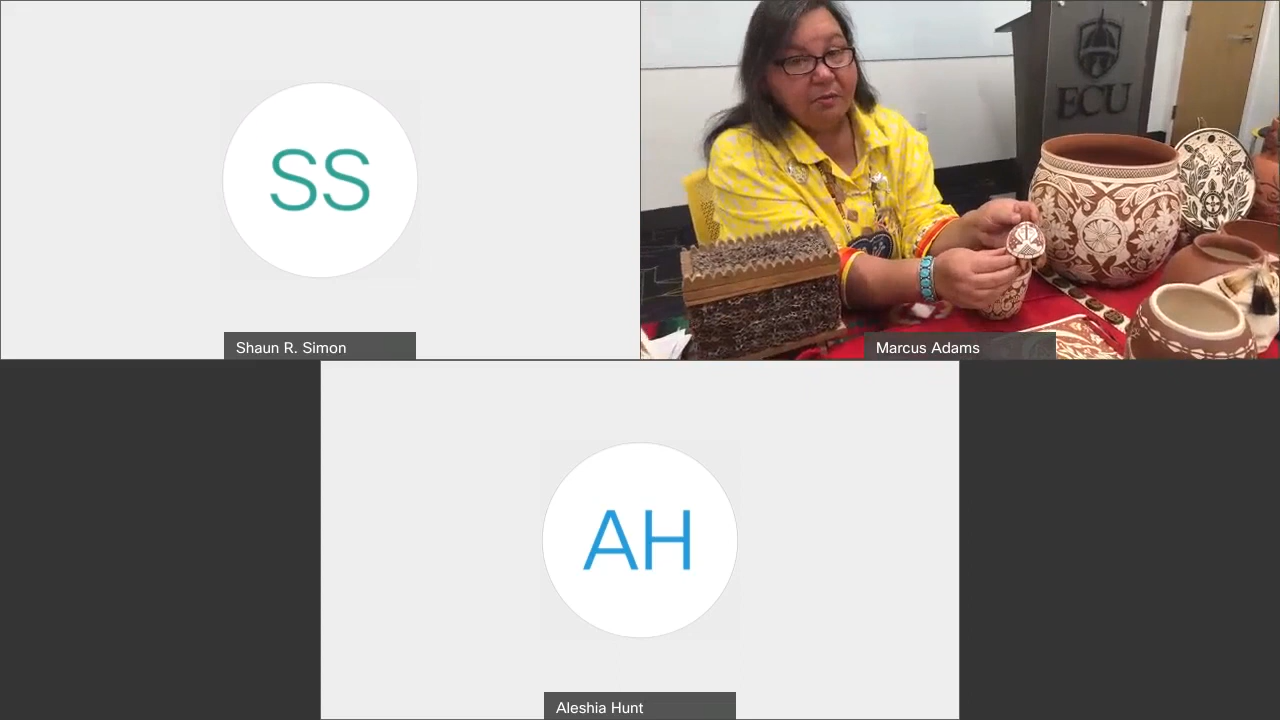 SS
ECU
Shaun R. Simon
Marcus Adams
AH
Aleshia Hunt